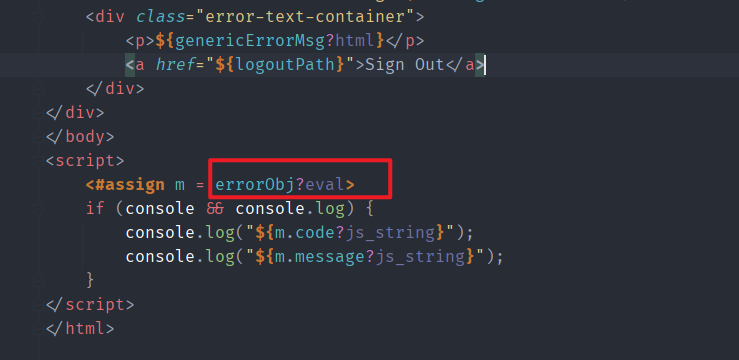 <div class="error-text-container">
<p>${genericErrorMsg?html}</p>
<a href="${logoutPath}">Sign Out</a>
</div>
</div>
</body>
<script>
<#assign m = errorObj?eval>
if (console && console.log) {
console.log("${m.code?js_string}");
console.log("${m.message?js_string}");
}
</script>
</html>